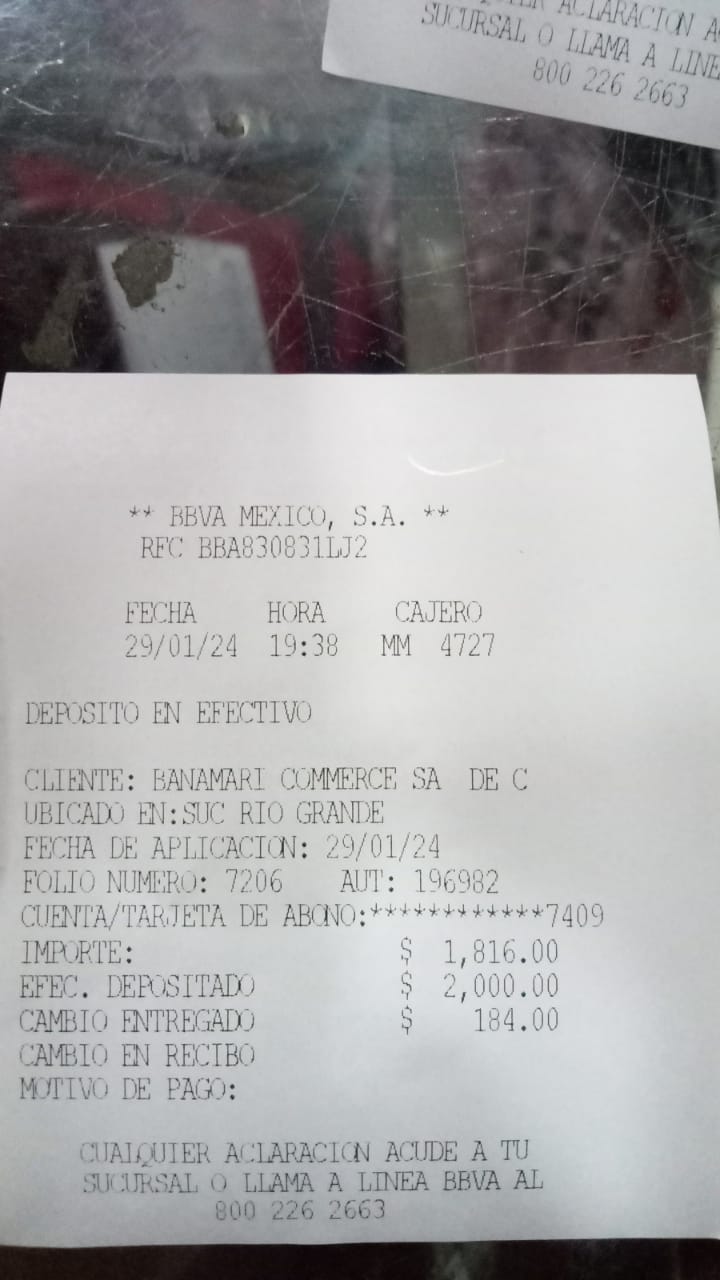 ACLARACION
SUCURSAL O LLAMA A LINE
800 226 2663
** BBVA MEXICO, S.A. **
RFC BBA830831LJ2
FECHA HORA CAJERO
29/01/24 19:38 MM 4727
DEPOSITO EN EFECTIVO
CLIENTE: BANAMARI COMMERCE SA DE C
UBICADO EN:SUC RIO GRANDE
FECHA DE APLICACION: 29/01/24
FOLIO NUMERO: 7206 AUT: 196982
CUENTA/TARJETA DE ABONO:************7409
IMPORTE: $ 1,816.00
EFEC. DEPOSITADO $ 2,000.00
CAMBIO ENTREGADO $ 184.00
CAMBIO EN RECIBO
MOTIVO DE PAGO:
CUALQUIER ACLARACION ACUDE A TU
SUCURSAL O LLAMA A LINEA BBVA AL
800 226 2663